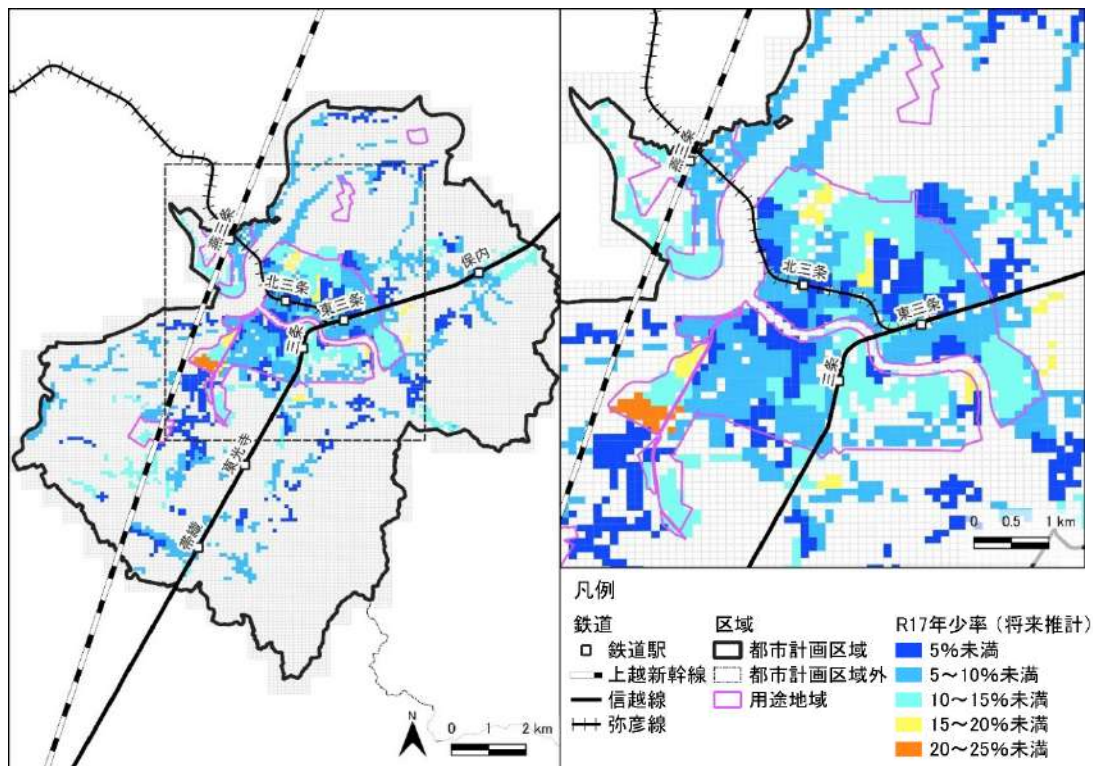 燕三条
北三条
東三条
保内
三条
東光寺
帯織
N
0 1 2 km
燕三条
北三条
東三条
三条
0 0.5 1 km
凡例
鉄道
鉄道駅
上越新幹線
信越線
弥彦線
区域
都市計画区域
都市計画区域外
用途地域
R17年少率(将来推計)
5%未満
5～10%未満
10～15%未満
15～20%未満
20～25%未満